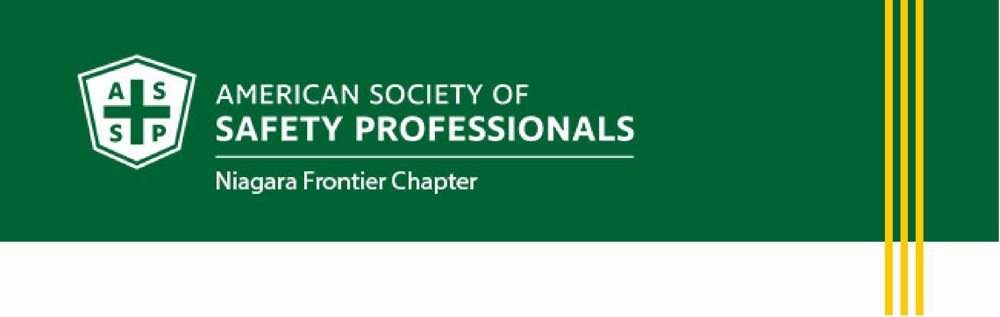 A S
S P
AMERICAN SOCIETY OF
SAFETY PROFESSIONALS
Niagara Frontier Chapter